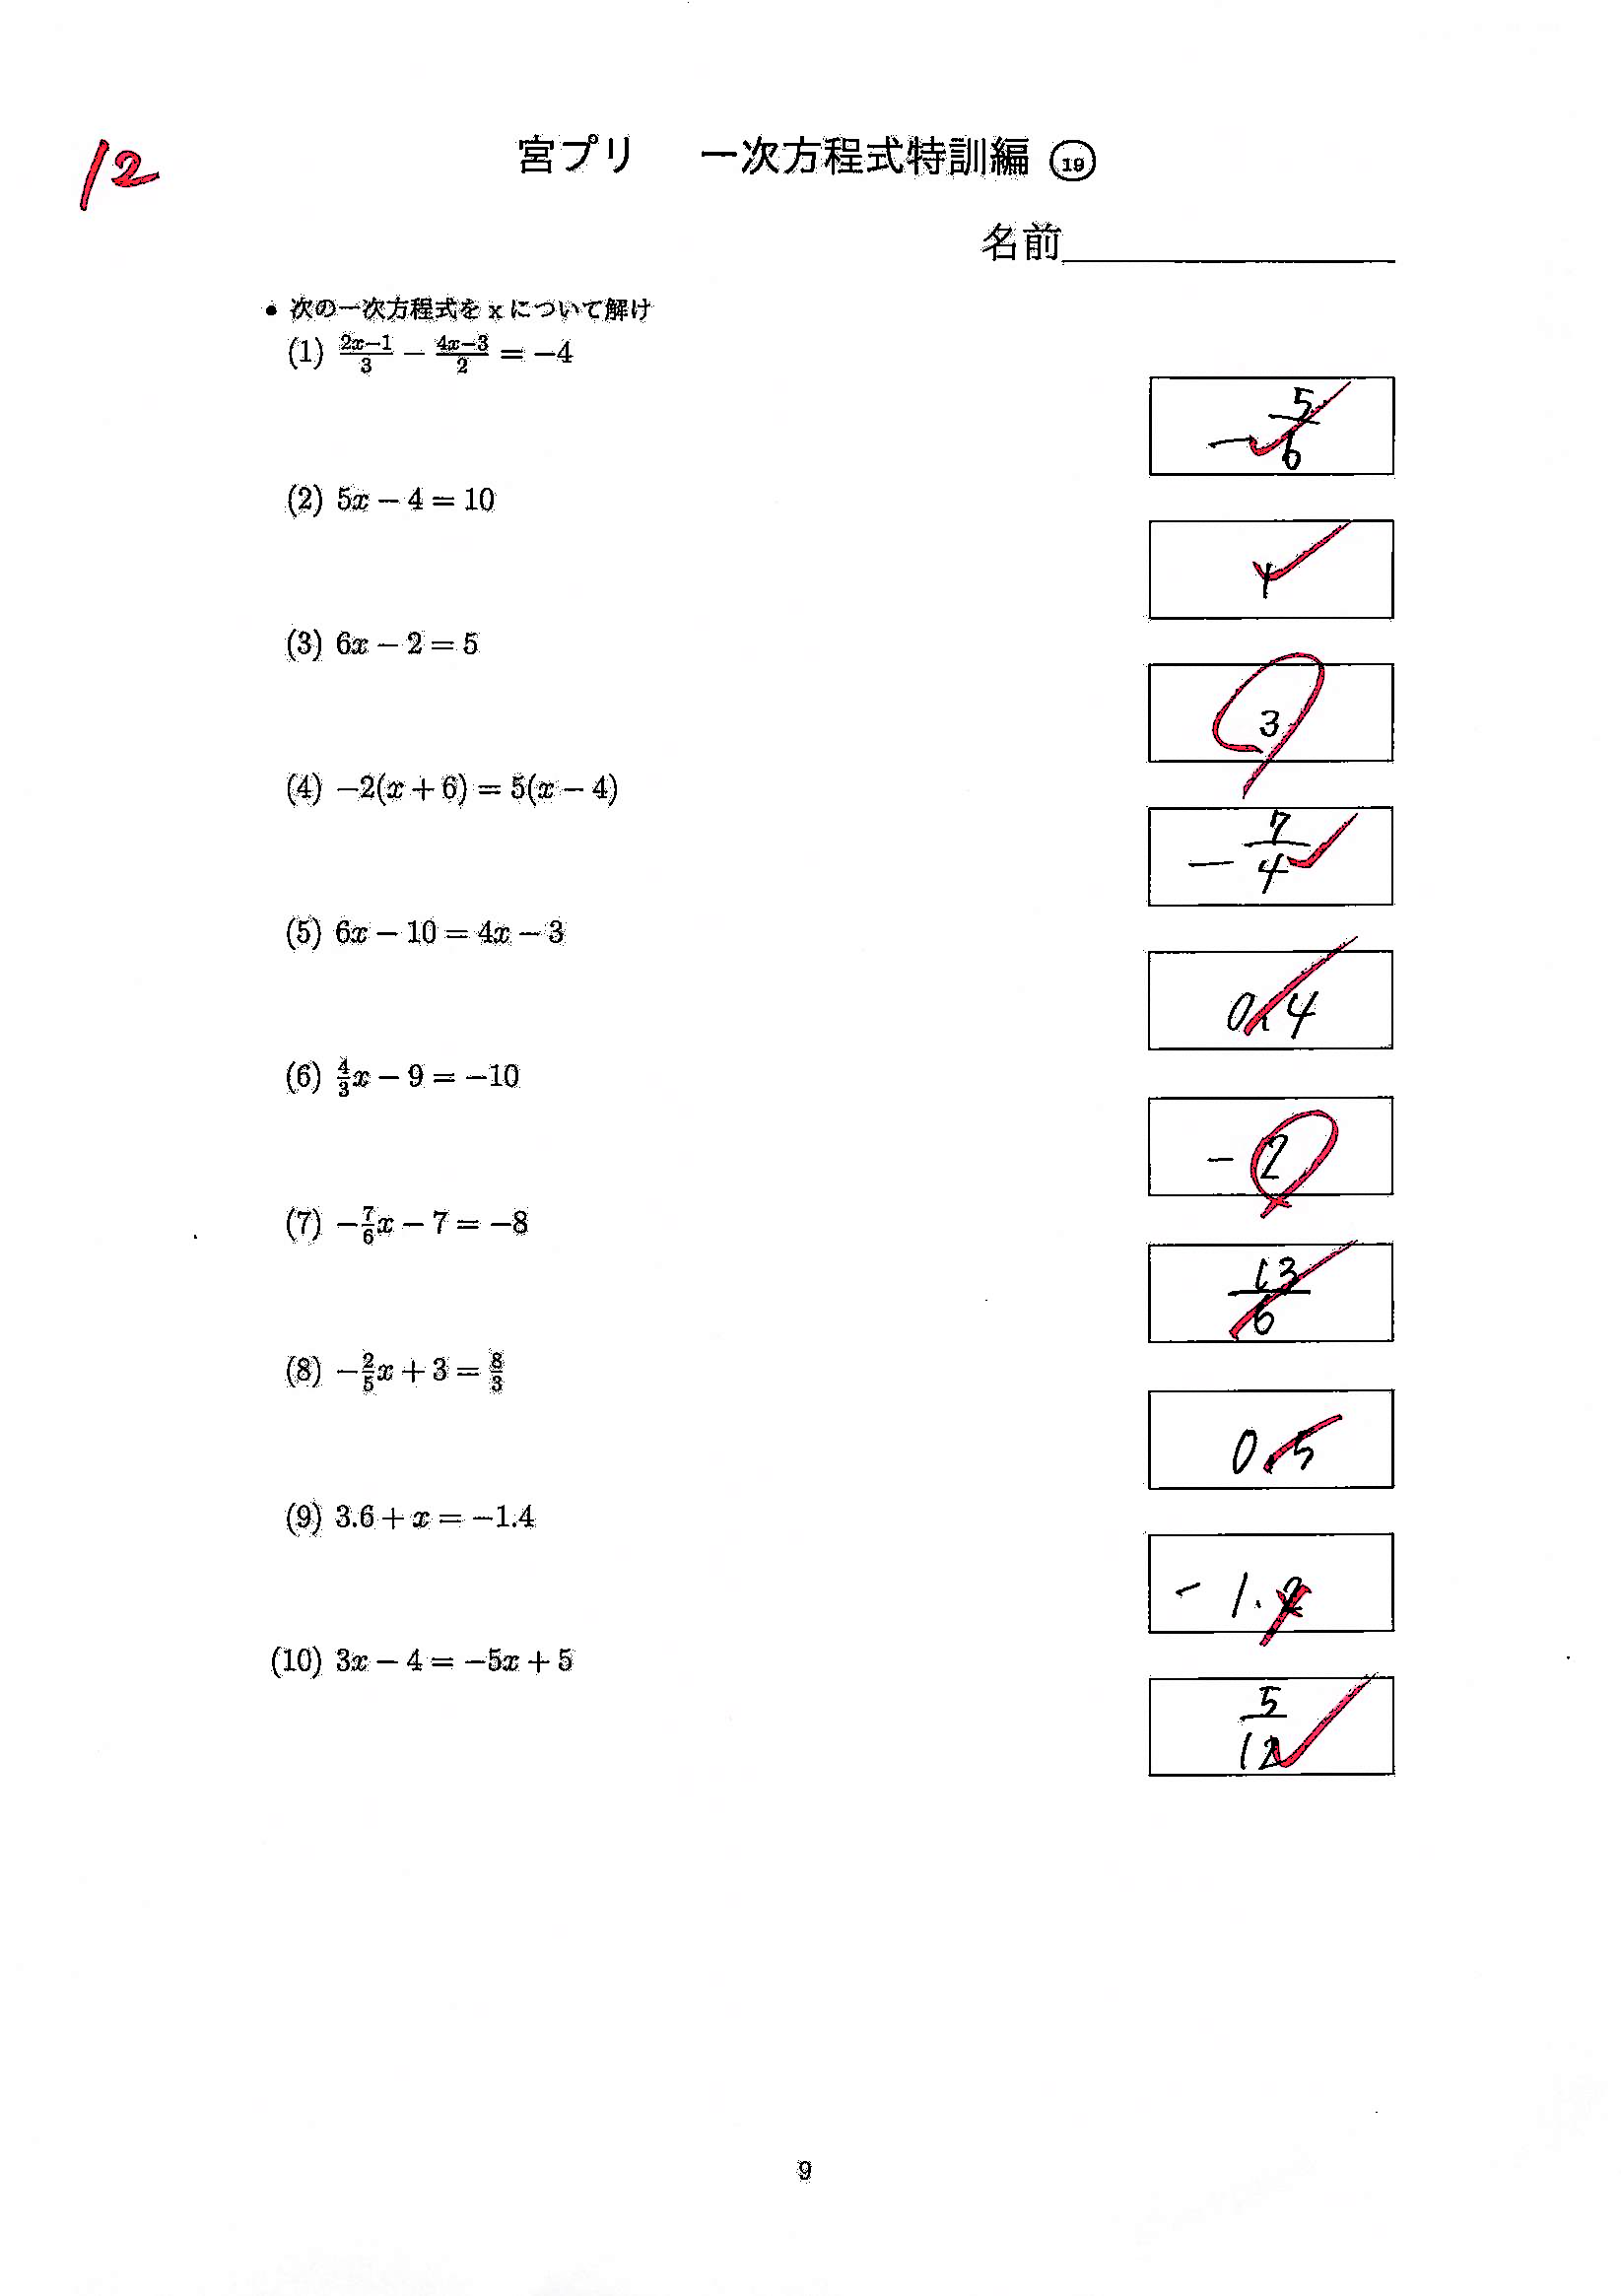 12
宮プリ 一次方程式特訓編 ⑲
名前
• 次の一次方程式を x について解け
(1) \frac{2x-1}{3} − \frac{4x-3}{2} = −4
−\frac{5}{6}
(2) 5x − 4 = 10
1
(3) 6x − 2 = 5
3
(4) −2(x + 6) = 5(x − 4)
−\frac{7}{4}
(5) 6x − 10 = 4x − 3
0.4
(6) \frac{4}{3}x − 9 = −10
−2
(7) −\frac{7}{6}x − 7 = −8
\frac{13}{6}
(8) −\frac{2}{5}x + 3 = \frac{8}{3}
0.5
(9) 3.6 + x = −1.4
−1.2
(10) 3x − 4 = −5x + 5
\frac{5}{12}
9